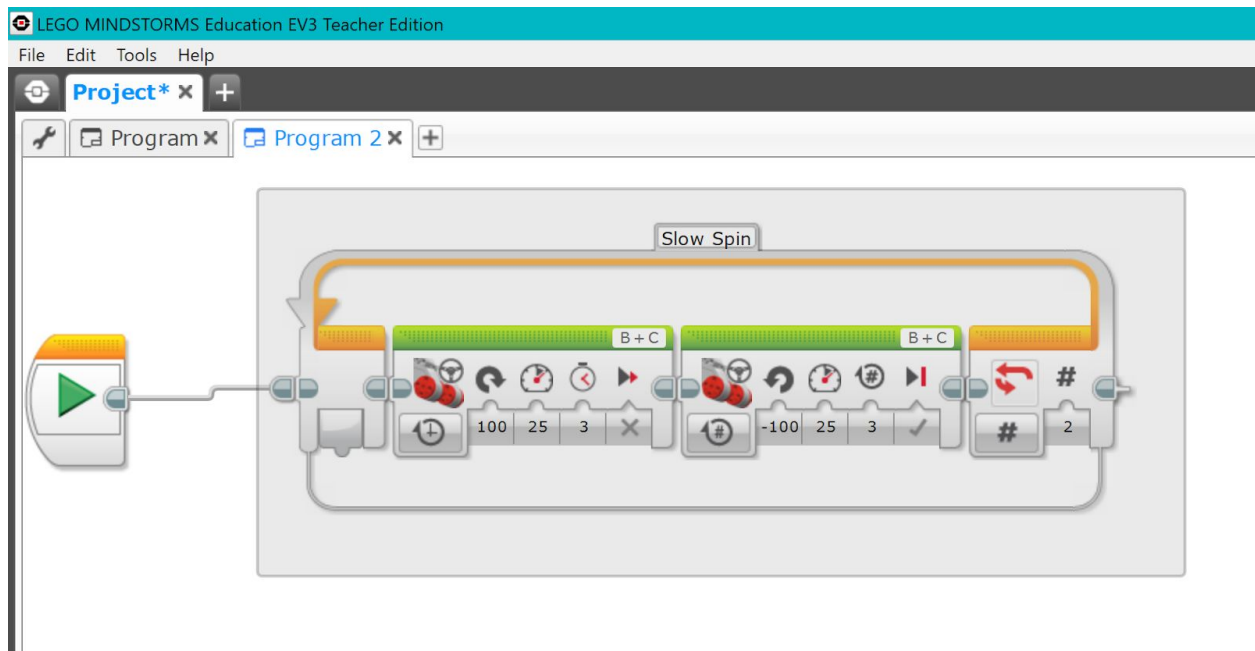 LEGO MINDSTORMS Education EV3 Teacher Edition
File Edit Tools Help
Project*
Program Program 2
Slow Spin
B + C B + C
# #
100 25 3 -100 25 3 # 2